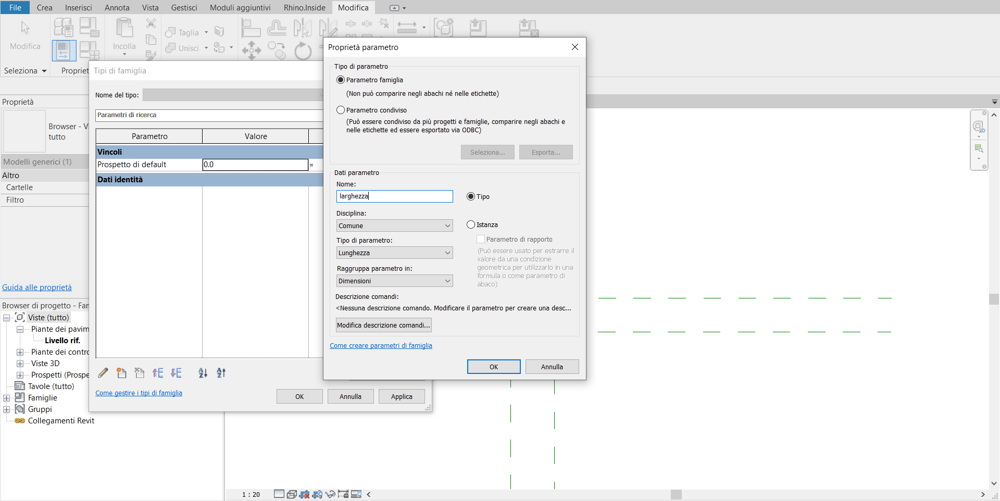 File Crea Inserisci Annota Vista Gestisci Moduli aggiuntivi Rhino.Inside Modifica
Modifica
Incolla
Taglia
Unisci
Seleziona
Propriet
Tipi di famiglia
Nome del tipo:
Parametri di ricerca
Parametro Valore
Vincoli
Prospetto di default 0.0 =
Dati identità
Come gestire i tipi di famiglia
OK Annulla Applica
Proprietà parametro
Tipo di parametro
Parametro famiglia
(Non può comparire negli abachi né nelle etichette)
Parametro condiviso
(Può essere condiviso da più progetti e famiglie, comparire negli abachi e
nelle etichette ed essere esportato via ODBC)
Seleziona... Esporta...
Dati parametro
Nome:
larghezza
Tipo
Disciplina:
Comune
Istanza
Tipo di parametro:
Parametro di rapporto
Lunghezza
(Può essere usato per estrarre il
valore da una condizione
geometrica per utilizzarlo in una
formula o come parametro di
abaco)
Raggruppa parametro in:
Dimensioni
Descrizione comandi:
<Nessuna descrizione comando. Modificare il parametro per creare una desc...
Modifica descrizione comandi...
Come creare parametri di famiglia
OK Annulla
Proprietà
Browser - V
tutto
Modelli generici (1)
Altro
Cartelle
Filtro
Guida alle proprietà
Browser di progetto - Fam
Viste (tutto)
Piante dei pavim
Livello rif.
Piante dei contro
Viste 3D
Prospetti (Prospe
Tavole (tutto)
Famiglie
Gruppi
Collegamenti Revit
2D
1 : 20